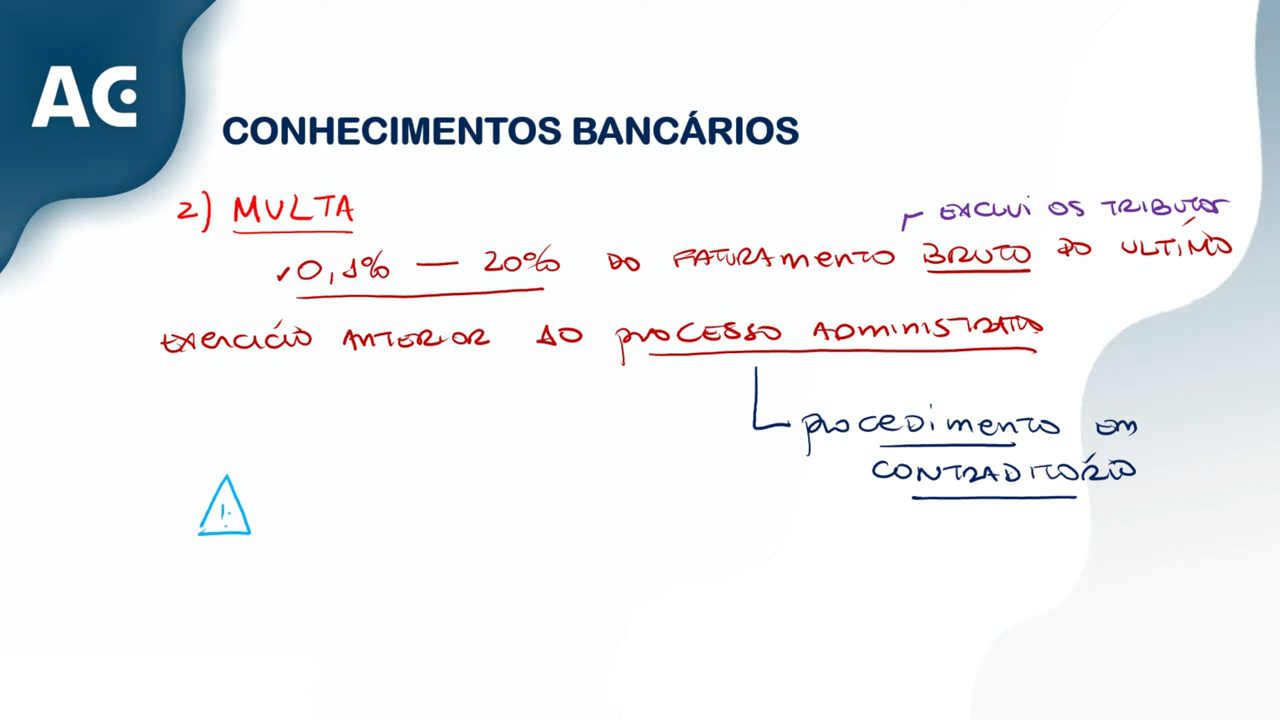 AC
CONHECIMENTOS BANCÁRIOS
2) MULTA
EXCLUI OS TRIBUTOS
✓0,1% — 20% DO FATURAMENTO BRUTO DO ÚLTIMO
EXERCÍCIO ANTERIOR AO PROCESSO ADMINISTRATIVO
PROCEDIMENTO EM
CONTRADITÓRIO
!